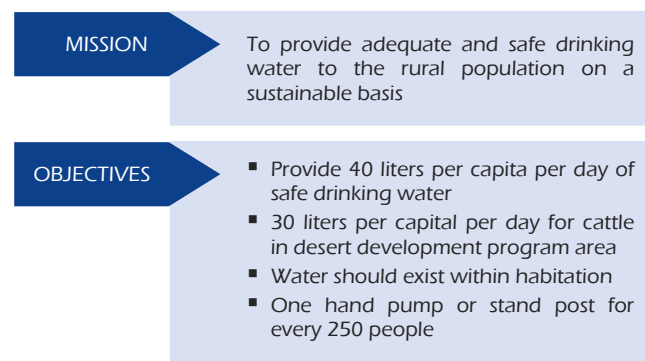 MISSION
To provide adequate and safe drinking
water to the rural population on a
sustainable basis
OBJECTIVES
▪ Provide 40 liters per capita per day of
safe drinking water
▪ 30 liters per capital per day for cattle
in desert development program area
▪ Water should exist within habitation
▪ One hand pump or stand post for
every 250 people